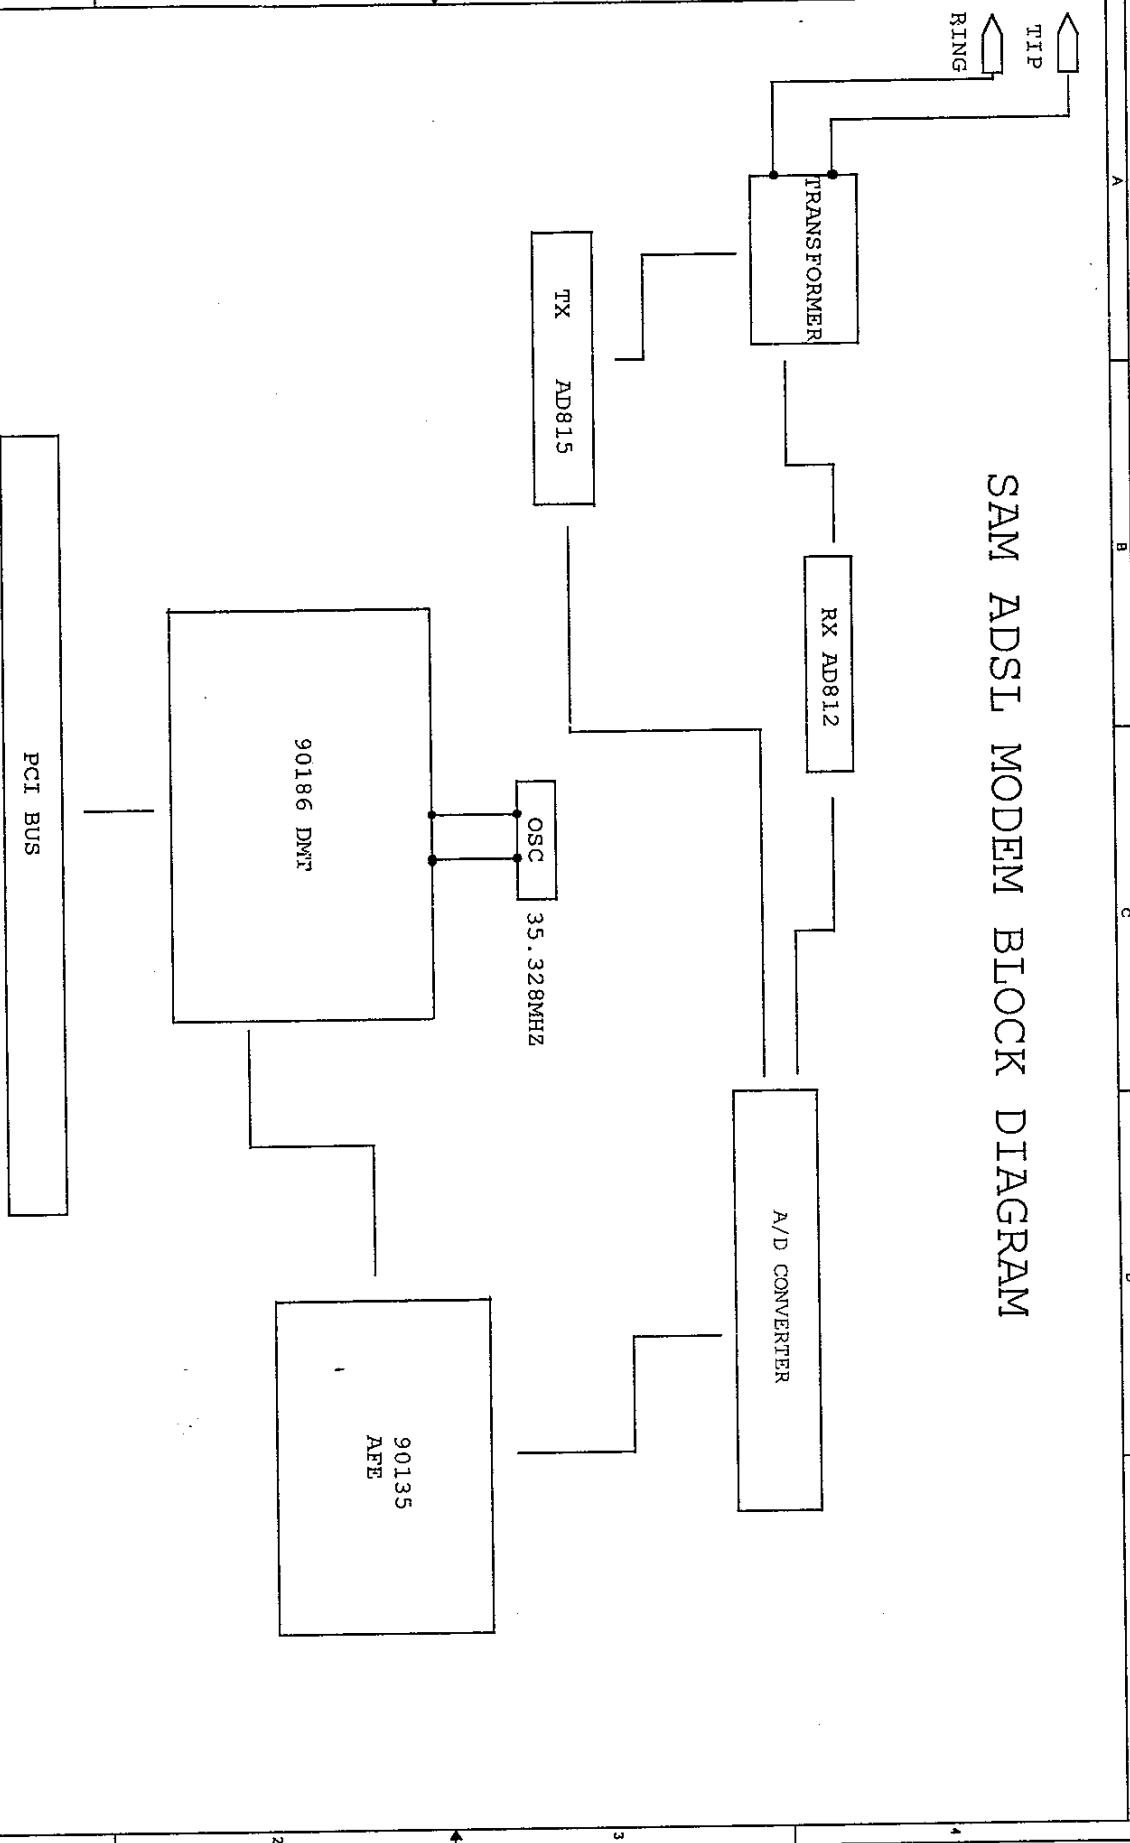 SAM ADSL MODEM BLOCK DIAGRAM
TIP
RING
TRANSFORMER
RX AD812
TX AD815
A/D CONVERTER
OSC
35.328MHZ
90186 DMT
90135
AFE
PCI BUS
A
B
C
D
4
3
2